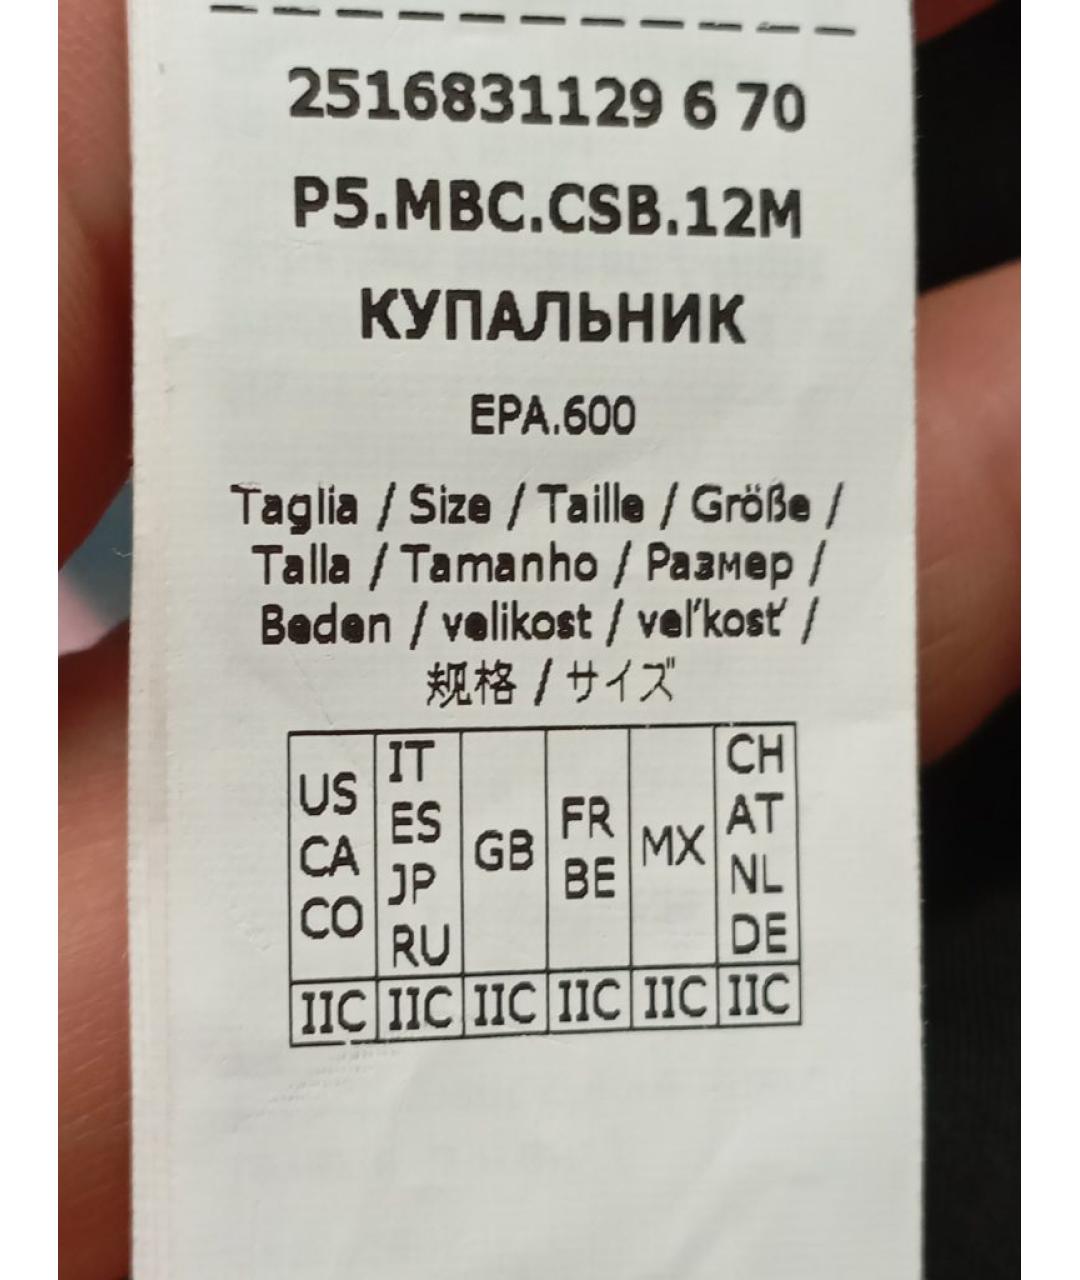 2516831129 6 70
P5.MBC.CSB.12M
КУПАЛЬНИК
EPA.600
Taglia / Size / Taille / Größe /
Talla / Tamanho / Размер /
Beden / velikost / veľkosť /
规格 / サイズ
US CA CO | IT ES JP RU | GB | FR BE | MX | CH AT NL DE
IIC | IIC | IIC | IIC | IIC | IIC